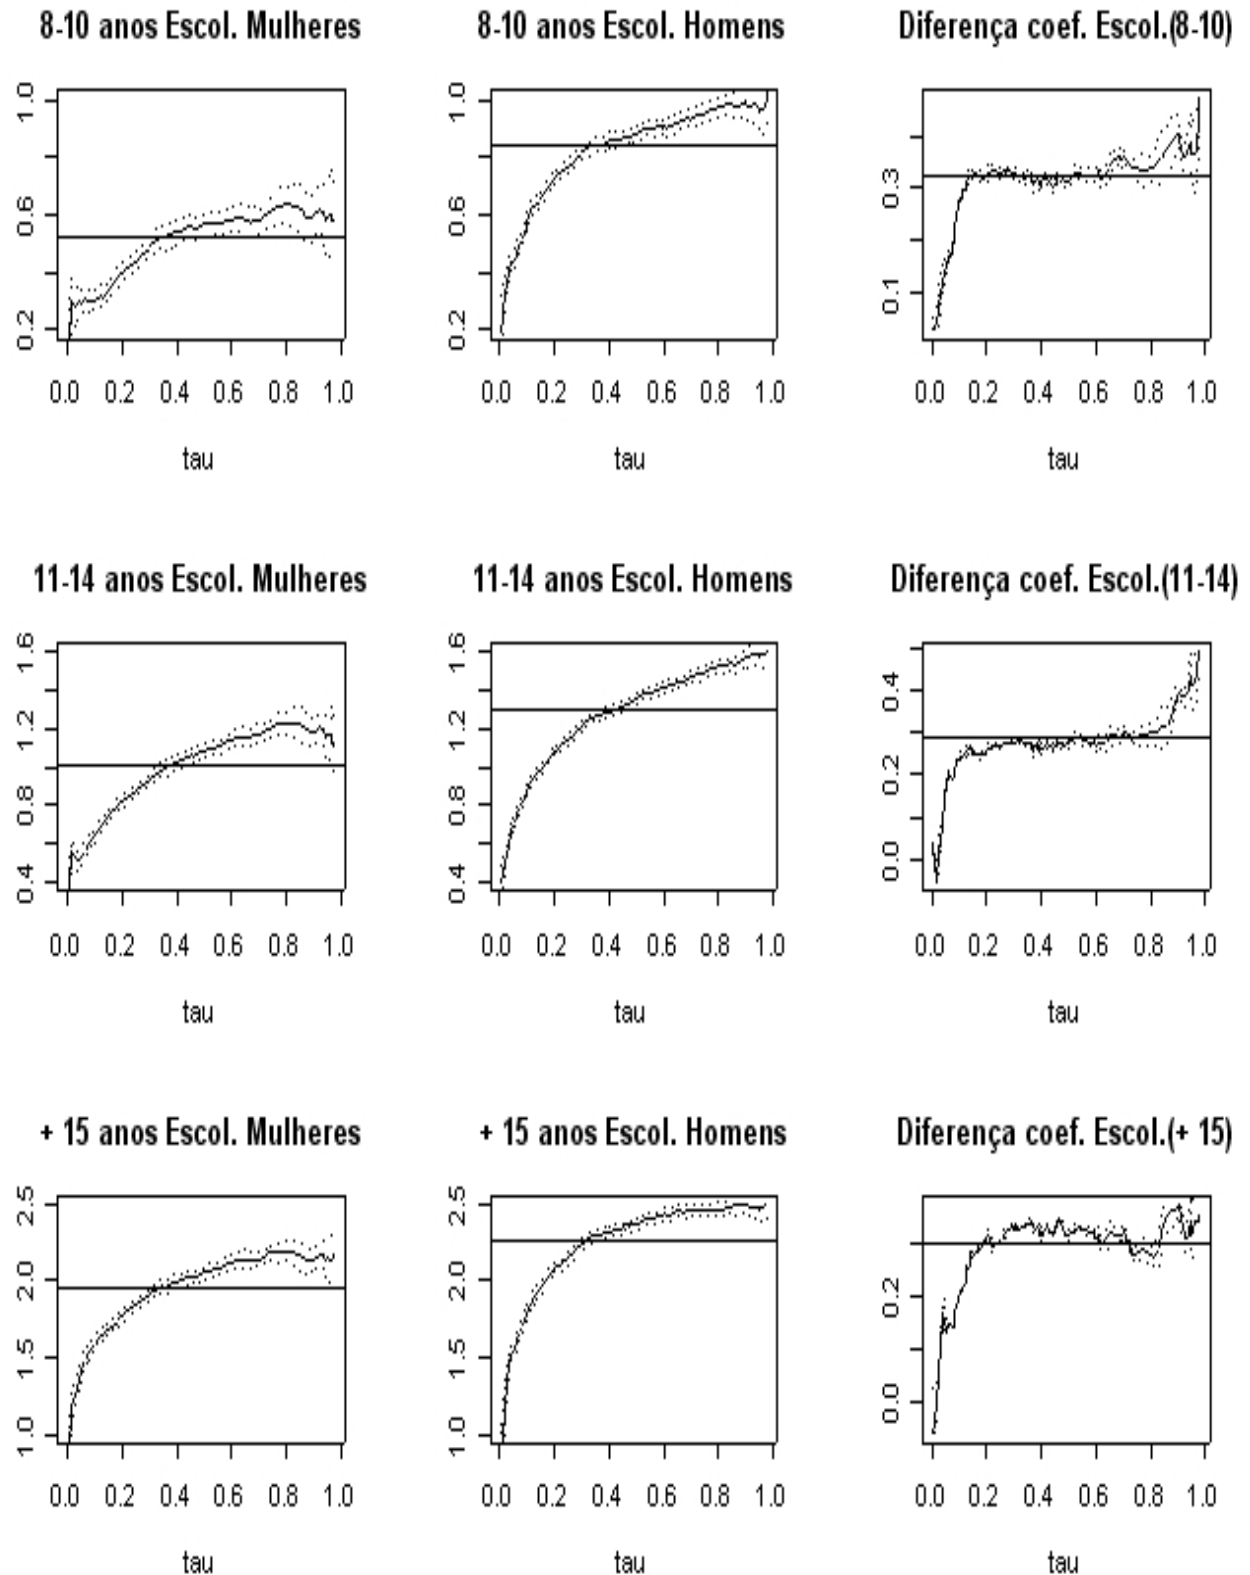 8-10 anos Escol. Mulheres
8-10 anos Escol. Homens
Diferença coef. Escol.(8-10)
1.0
0.6
0.2
0.0 0.2 0.4 0.6 0.8 1.0
tau
1.0
0.6
0.2
0.0 0.2 0.4 0.6 0.8 1.0
tau
0.3
0.1
0.0 0.2 0.4 0.6 0.8 1.0
tau
11-14 anos Escol. Mulheres
11-14 anos Escol. Homens
Diferença coef. Escol.(11-14)
1.6
1.2
0.8
0.4
0.0 0.2 0.4 0.6 0.8 1.0
tau
1.6
1.2
0.8
0.4
0.0 0.2 0.4 0.6 0.8 1.0
tau
0.4
0.2
0.0
0.0 0.2 0.4 0.6 0.8 1.0
tau
+ 15 anos Escol. Mulheres
+ 15 anos Escol. Homens
Diferença coef. Escol.(+ 15)
2.5
2.0
1.5
1.0
0.0 0.2 0.4 0.6 0.8 1.0
tau
2.5
2.0
1.5
1.0
0.0 0.2 0.4 0.6 0.8 1.0
tau
0.2
0.0
0.0 0.2 0.4 0.6 0.8 1.0
tau